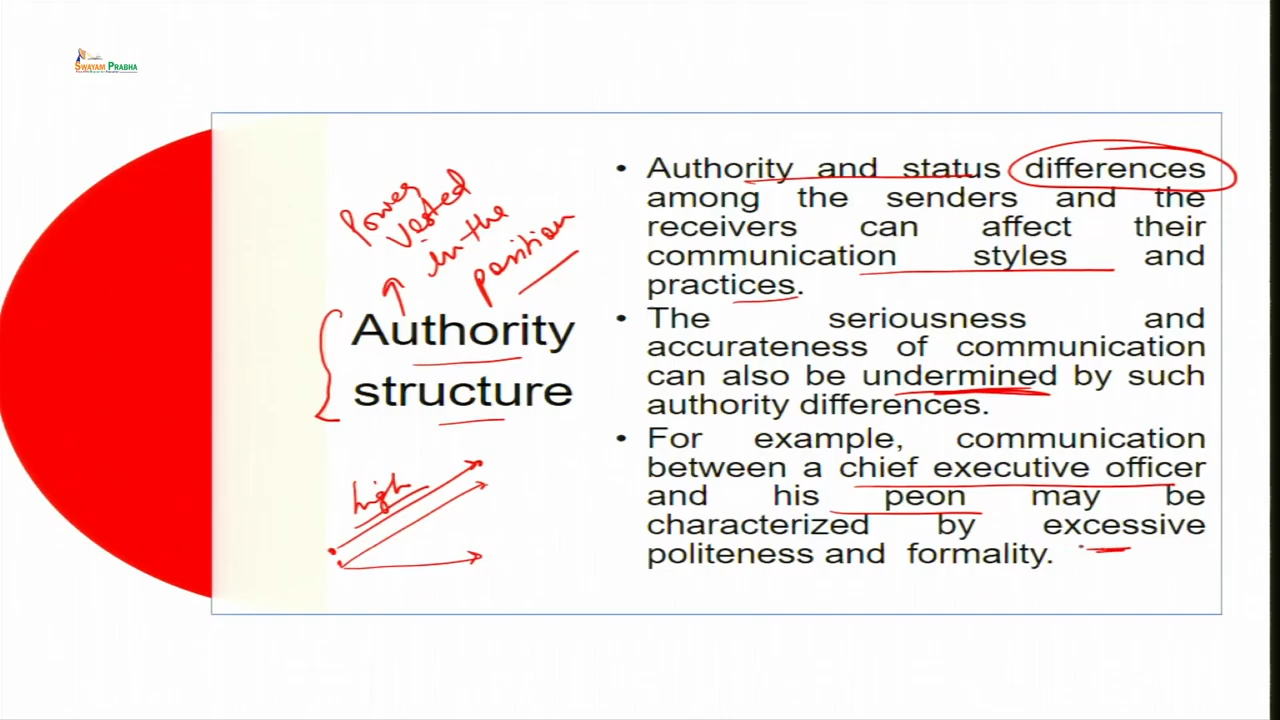 SWAYAM PRABHA
Power
vested
in the
position
Authority
structure
high
• Authority and status differences
among the senders and the
receivers can affect their
communication styles and
practices.
• The seriousness and
accurateness of communication
can also be undermined by such
authority differences.
• For example, communication
between a chief executive officer
and his peon may be
characterized by excessive
politeness and formality.